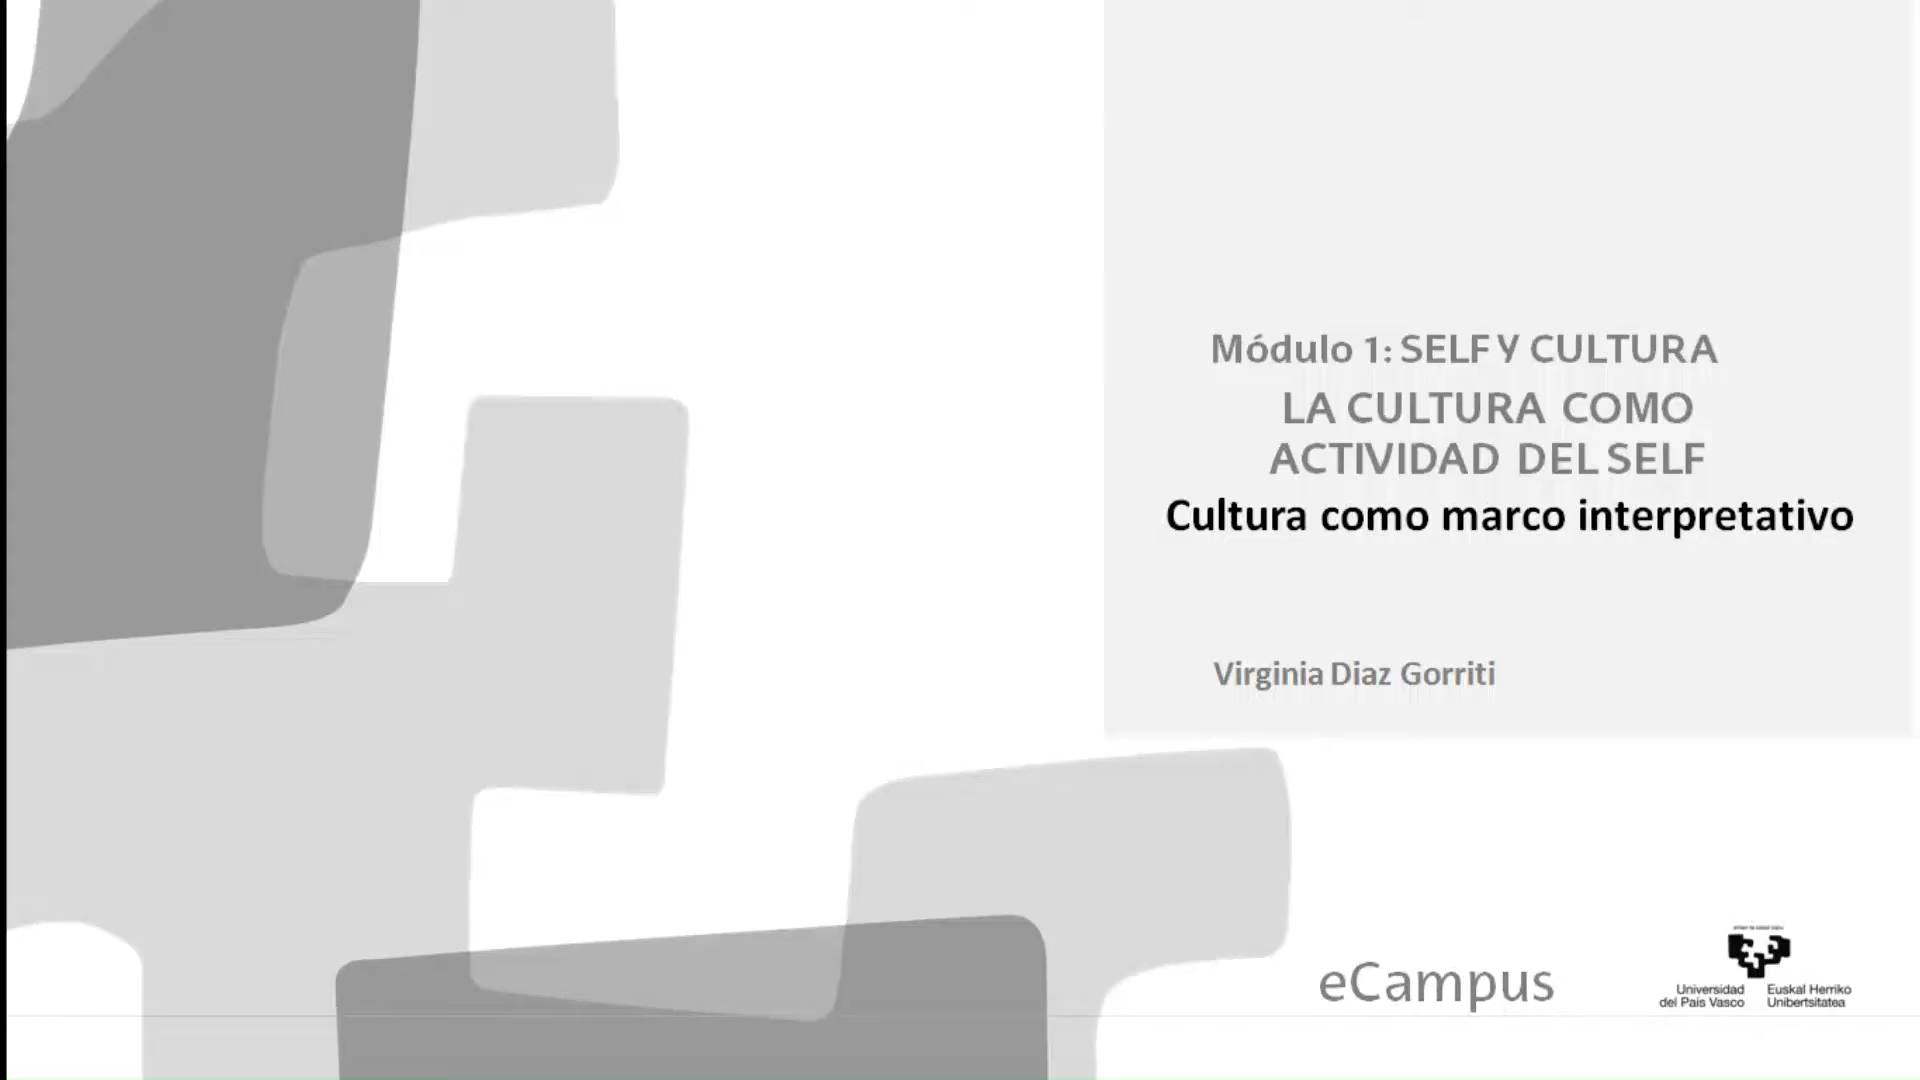 Módulo 1: SELF Y CULTURA
LA CULTURA COMO
ACTIVIDAD DEL SELF
Cultura como marco interpretativo
Virginia Diaz Gorriti
eCampus
Universidad
del País Vasco
Euskal Herriko
Unibertsitatea